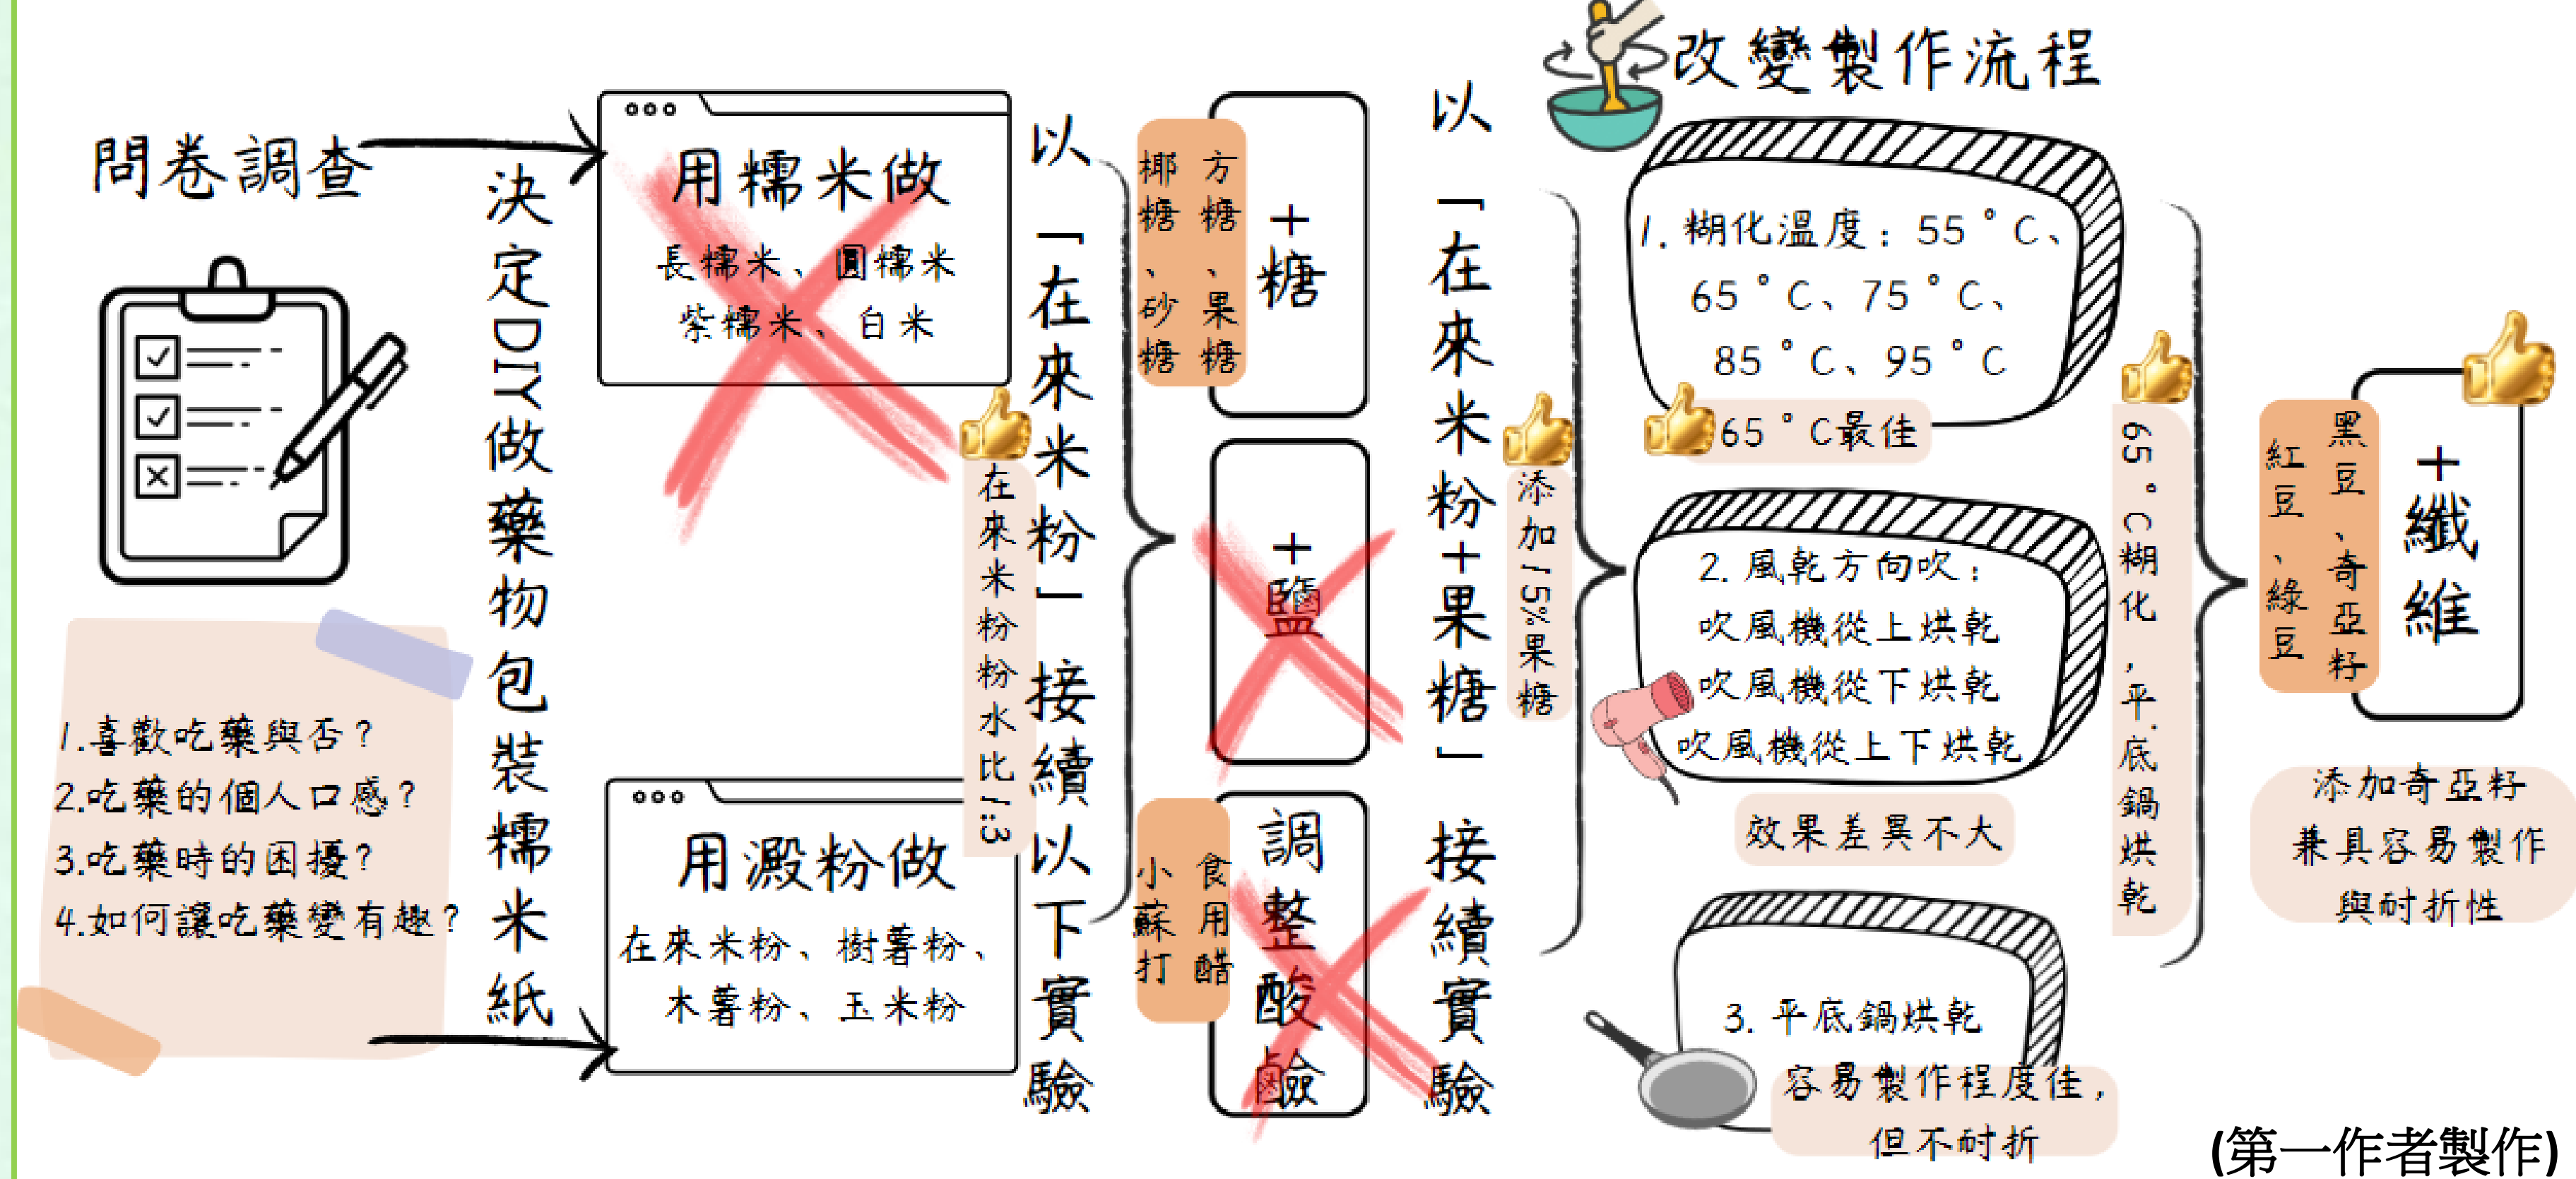 問卷調查
1.喜歡吃藥與否?
2.吃藥的個人口感?
3.吃藥時的困擾?
4.如何讓吃藥變有趣?
決定DIY做藥物包裝糯米紙
用糯米做
長糯米、圓糯米
紫糯米、白米
用澱粉做
在來米粉、樹薯粉、
木薯粉、玉米粉
在來米粉粉水比1:3
以「在來米粉」接續以下實驗
+糖
方糖、果糖
椰糖、砂糖
+鹽
調整酸鹼
食用醋
小蘇打
以「在來米粉+果糖」接續實驗
添加15%果糖
改變製作流程
1. 糊化溫度：55°C、
65°C、75°C、
85°C、95°C
65°C最佳
2. 風乾方向吹：
吹風機從上烘乾
吹風機從下烘乾
吹風機從上下烘乾
效果差異不大
3. 平底鍋烘乾
容易製作程度佳，
但不耐折
65°C糊化，平底鍋烘乾
+纖維
黑豆、奇亞籽
紅豆、綠豆
添加奇亞籽
兼具容易製作
與耐折性
(第一作者製作)